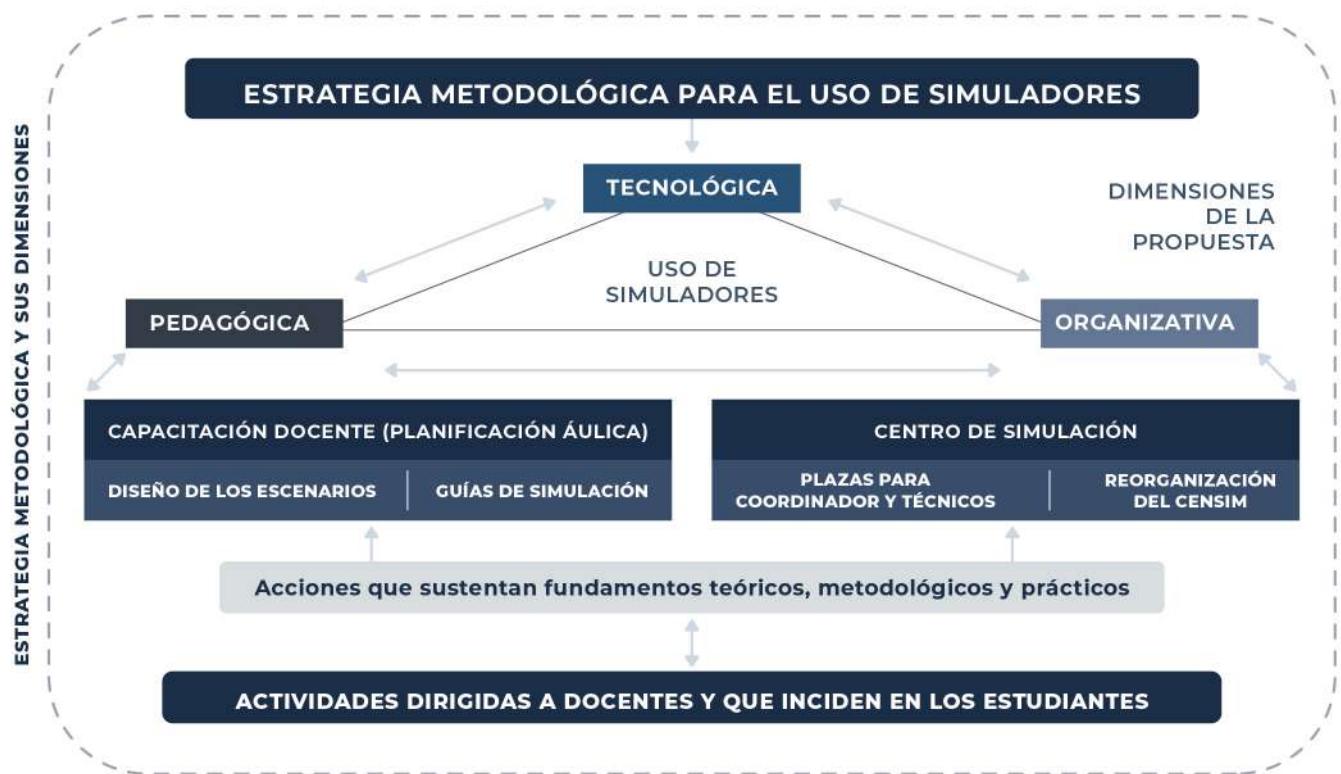 ESTRATEGIA METODOLÓGICA Y SUS DIMENSIONES
ESTRATEGIA METODOLÓGICA PARA EL USO DE SIMULADORES
TECNOLÓGICA
DIMENSIONES
DE LA
PROPUESTA
USO DE
SIMULADORES
PEDAGÓGICA
ORGANIZATIVA
CAPACITACIÓN DOCENTE (PLANIFICACIÓN ÁULICA)
DISEÑO DE LOS ESCENARIOS
GUÍAS DE SIMULACIÓN
CENTRO DE SIMULACIÓN
PLAZAS PARA
COORDINADOR Y TÉCNICOS
REORGANIZACIÓN
DEL CENSIM
Acciones que sustentan fundamentos teóricos, metodológicos y prácticos
ACTIVIDADES DIRIGIDAS A DOCENTES Y QUE INCIDEN EN LOS ESTUDIANTES